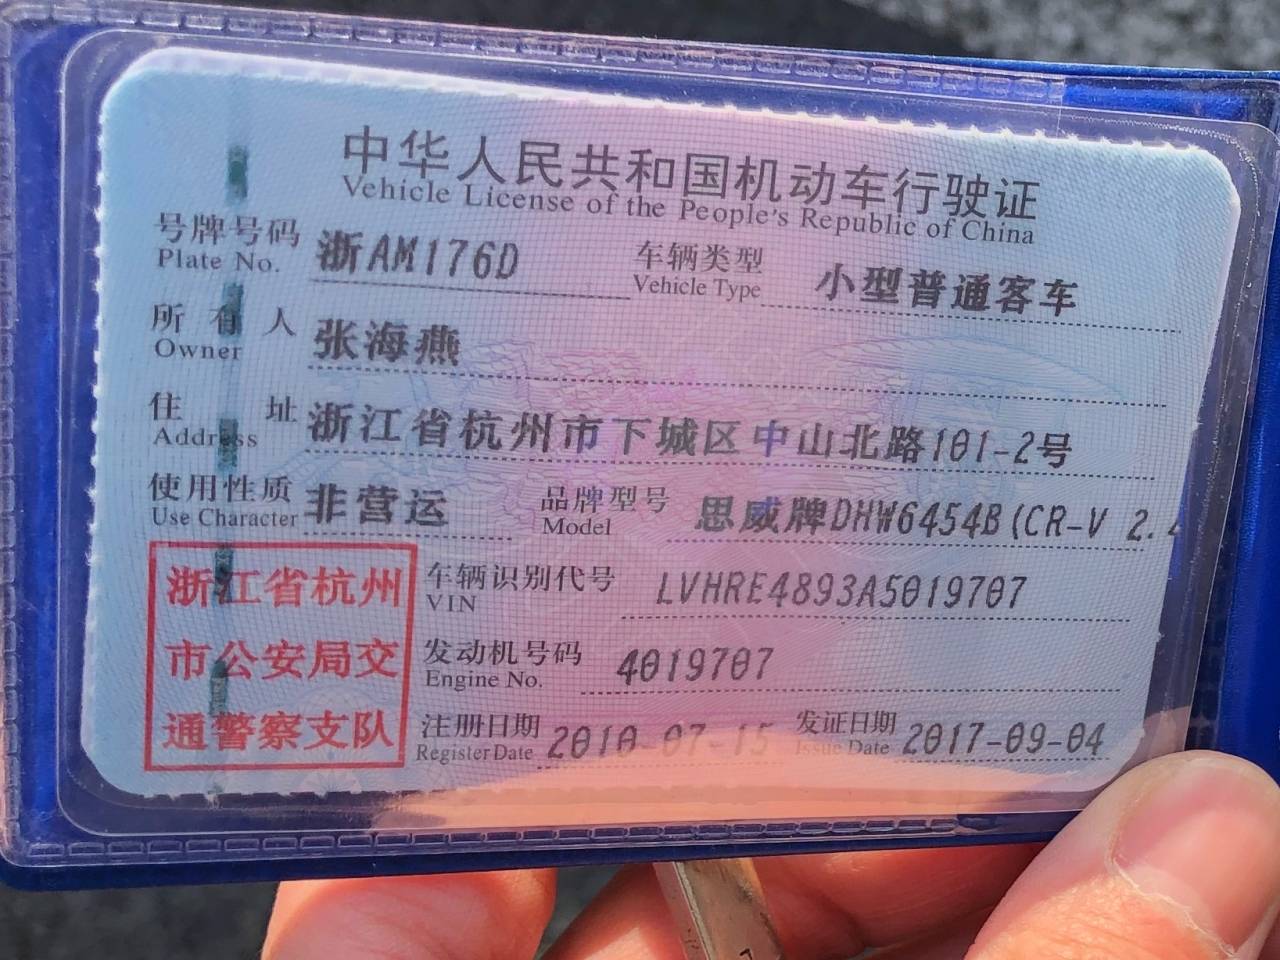 中华人民共和国机动车行驶证
Vehicle License of the People's Republic of China
号牌号码 浙AM176D 车辆类型 小型普通客车
Plate No. Vehicle Type
所有人 张海燕
Owner
住址 浙江省杭州市下城区中山北路101-2号
Address
使用性质 非营运 品牌型号 思威牌DHW6454B(CR-V 2.4
Use Character Model
浙江省杭州 车辆识别代号 LVHRE4893A5019707
VIN
市公安局交 发动机号码 4019707
Engine No.
通警察支队 注册日期 2010-07-15 发证日期 2017-09-04
Register Date Issue Date